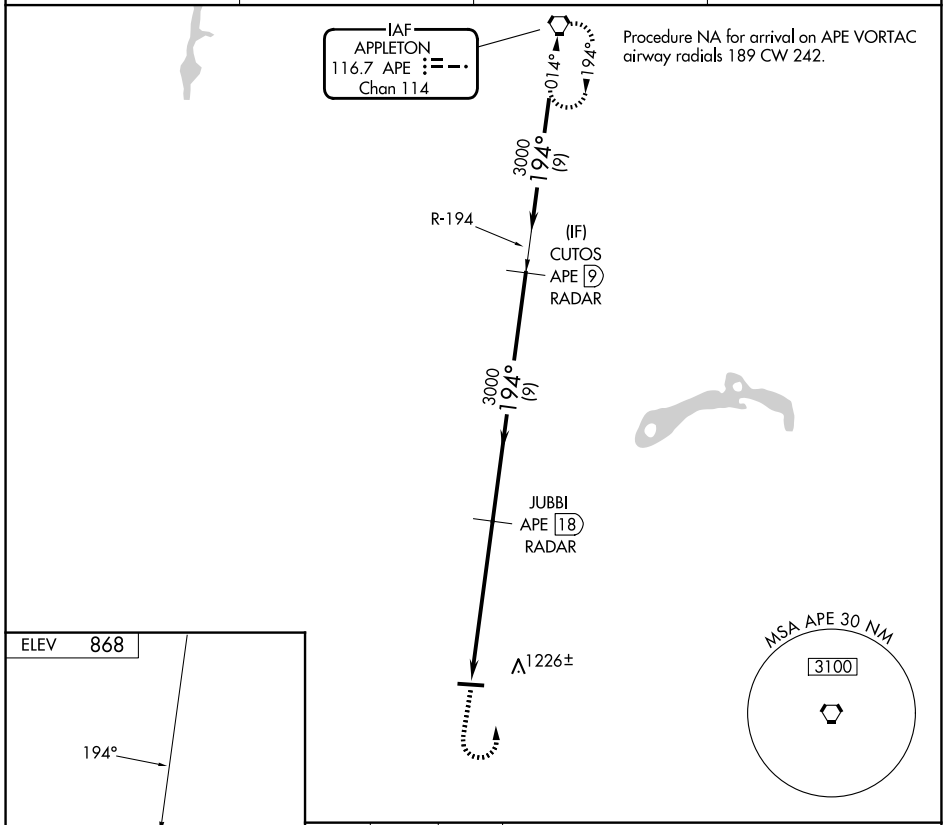 IAF
APPLETON
116.7 APE
Chan 114
Procedure NA for arrival on APE VORTAC
airway radials 189 CW 242.
014°
194°
3000
194°
(9)
R-194
(IF)
CUTOS
APE 9
RADAR
3000
194°
(9)
JUBBI
APE 18
RADAR
1226±
MSA APE 30 NM
3100
ELEV 868
194°